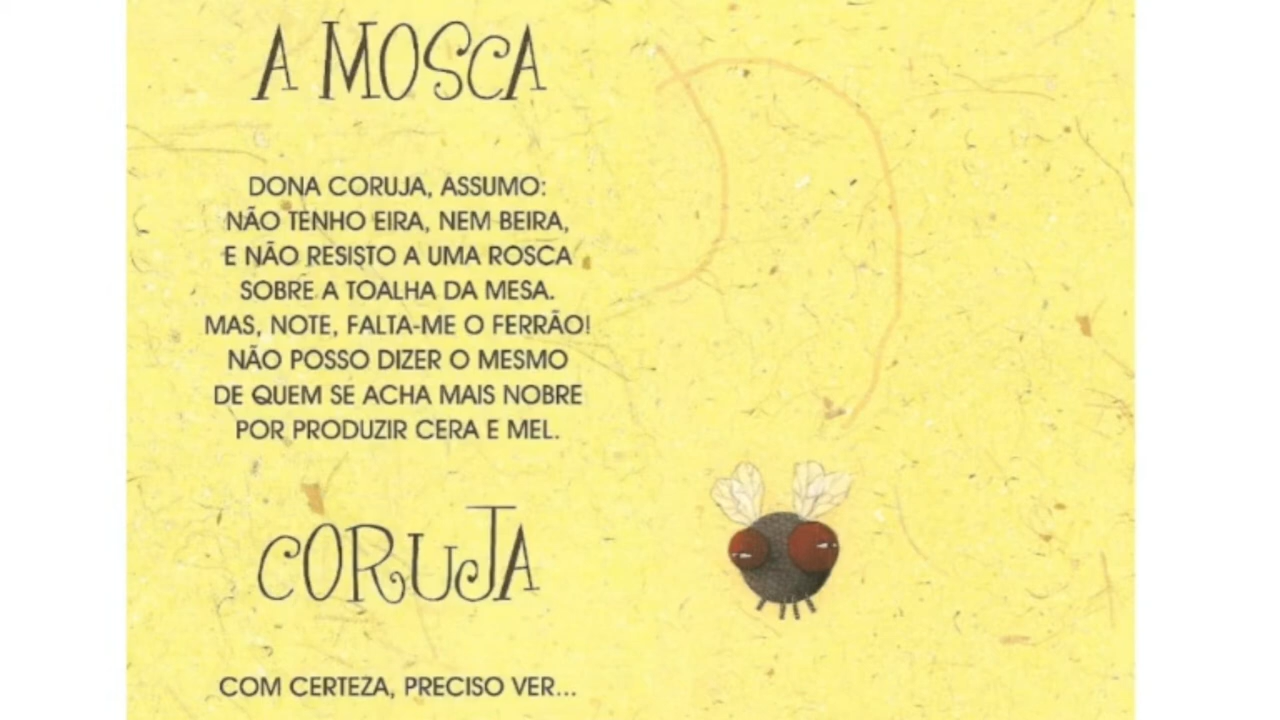 A MOSCA
DONA CORUJA, ASSUMO:
NÃO TENHO EIRA, NEM BEIRA,
E NÃO RESISTO A UMA ROSCA
SOBRE A TOALHA DA MESA.
MAS, NOTE, FALTA-ME O FERRÃO!
NÃO POSSO DIZER O MESMO
DE QUEM SE ACHA MAIS NOBRE
POR PRODUZIR CERA E MEL.
CORUJA
COM CERTEZA, PRECISO VER...